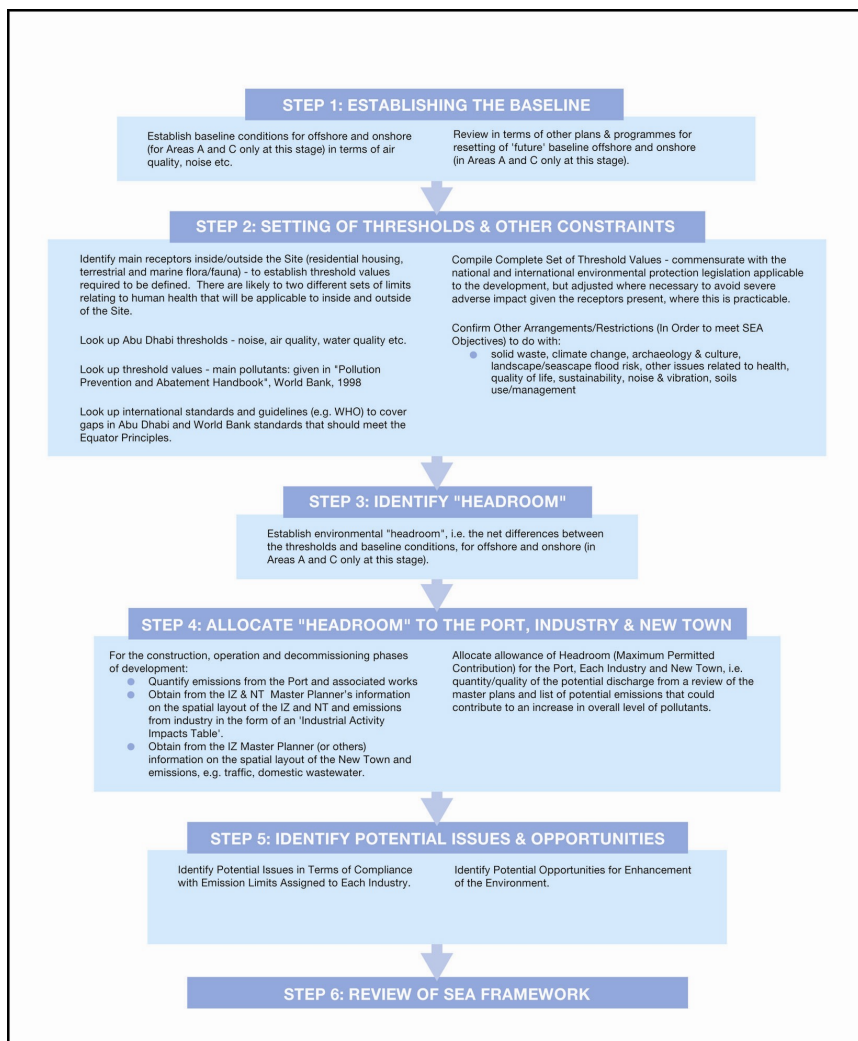 STEP 1: ESTABLISHING THE BASELINE
Establish baseline conditions for offshore and onshore
(for Areas A and C only at this stage) in terms of air
quality, noise etc.
Review in terms of other plans & programmes for
resetting of 'future' baseline offshore and onshore
(in Areas A and C only at this stage).
STEP 2: SETTING OF THRESHOLDS & OTHER CONSTRAINTS
Identify main receptors inside/outside the Site (residential housing,
terrestrial and marine flora/fauna) - to establish threshold values
required to be defined. There are likely to two different sets of limits
relating to human health that will be applicable to inside and outside
of the Site.
Look up Abu Dhabi thresholds - noise, air quality, water quality etc.
Look up threshold values - main pollutants: given in "Pollution
Prevention and Abatement Handbook", World Bank, 1998
Look up international standards and guidelines (e.g. WHO) to cover
gaps in Abu Dhabi and World Bank standards that should meet the
Equator Principles.
Compile Complete Set of Threshold Values - commensurate with the
national and international environmental protection legislation applicable
to the development, but adjusted where necessary to avoid severe
adverse impact given the receptors present, where this is practicable.
Confirm Other Arrangements/Restrictions (In Order to meet SEA
Objectives) to do with:
● solid waste, climate change, archaeology & culture,
landscape/seascape flood risk, other issues related to health,
quality of life, sustainability, noise & vibration, soils
use/management
STEP 3: IDENTIFY "HEADROOM"
Establish environmental "headroom", i.e. the net differences between
the thresholds and baseline conditions, for offshore and onshore (in
Areas A and C only at this stage).
STEP 4: ALLOCATE "HEADROOM" TO THE PORT, INDUSTRY & NEW TOWN
For the construction, operation and decommissioning phases
of development:
● Quantify emissions from the Port and associated works
● Obtain from the IZ & NT Master Planner's information
on the spatial layout of the IZ and NT and emissions
from industry in the form of an 'Industrial Activity
Impacts Table'.
● Obtain from the IZ Master Planner (or others)
information on the spatial layout of the New Town and
emissions, e.g. traffic, domestic wastewater.
Allocate allowance of Headroom (Maximum Permitted
Contribution) for the Port, Each Industry and New Town, i.e.
quantity/quality of the potential discharge from a review of the
master plans and list of potential emissions that could
contribute to an increase in overall level of pollutants.
STEP 5: IDENTIFY POTENTIAL ISSUES & OPPORTUNITIES
Identify Potential Issues in Terms of Compliance
with Emission Limits Assigned to Each Industry.
Identify Potential Opportunities for Enhancement
of the Environment.
STEP 6: REVIEW OF SEA FRAMEWORK